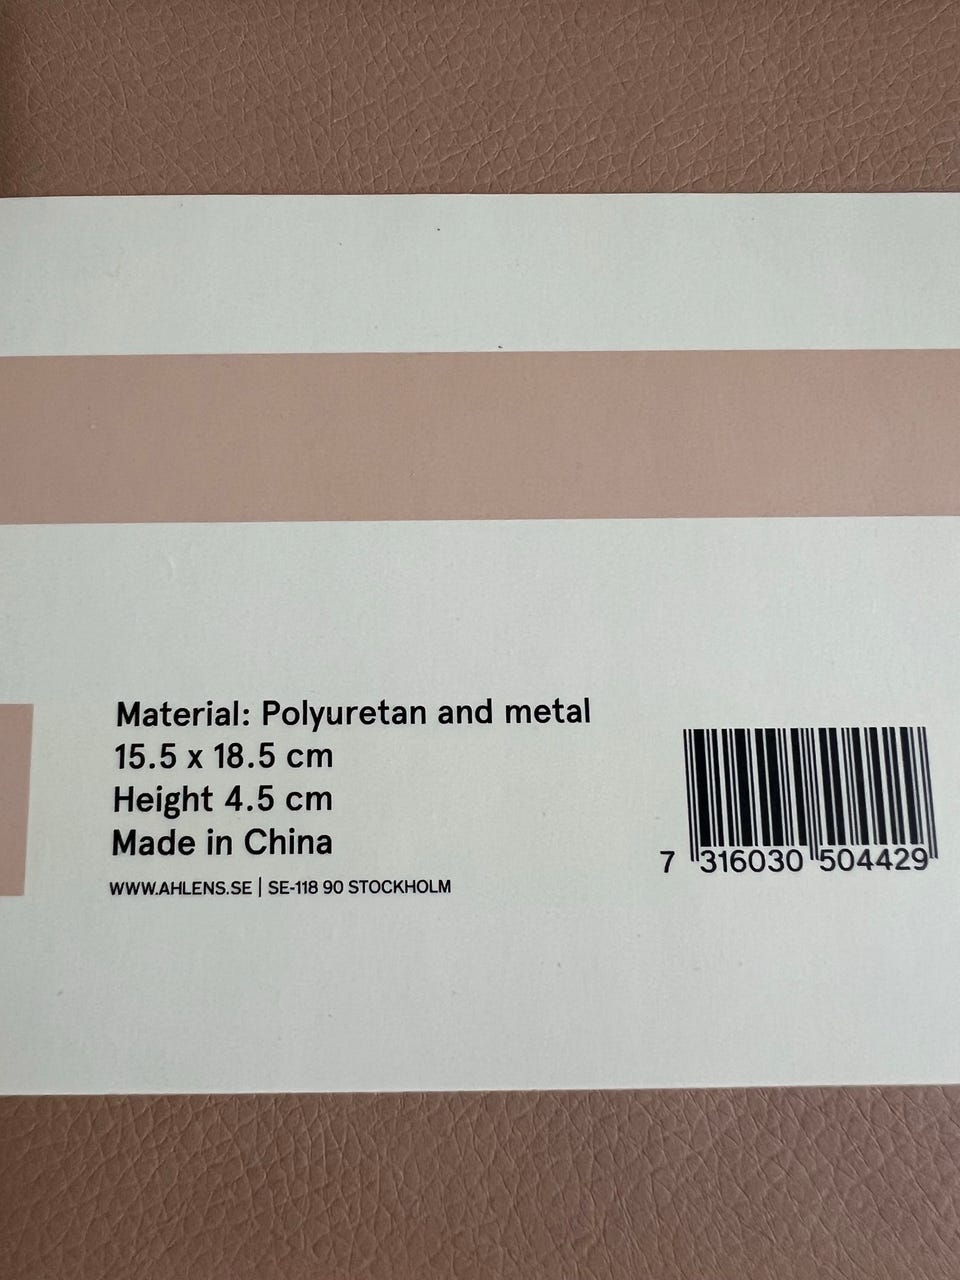 Material: Polyuretan and metal
15.5 x 18.5 cm
Height 4.5 cm
Made in China
WWW.AHLENS.SE | SE-118 90 STOCKHOLM
7 316030 504429